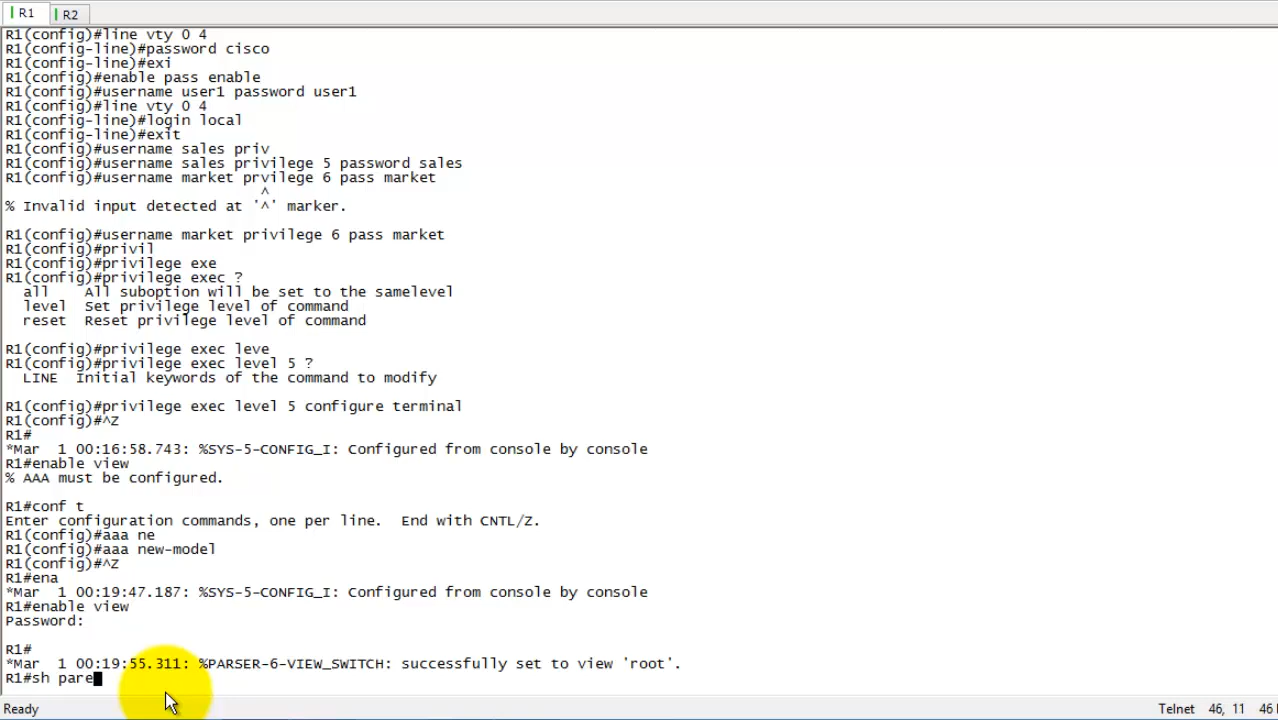 R1
R2
R1(config)#line vty 0 4
R1(config-line)#password cisco
R1(config-line)#exi
R1(config)#enable pass enable
R1(config)#username user1 password user1
R1(config)#line vty 0 4
R1(config-line)#login local
R1(config-line)#exit
R1(config)#username sales priv
R1(config)#username sales privilege 5 password sales
R1(config)#username market prvilege 6 pass market
^
% Invalid input detected at '^' marker.
R1(config)#username market privilege 6 pass market
R1(config)#privil
R1(config)#privilege exe
R1(config)#privilege exec ?
all    All suboption will be set to the samelevel
level  Set privilege level of command
reset  Reset privilege level of command
R1(config)#privilege exec leve
R1(config)#privilege exec level 5 ?
LINE  Initial keywords of the command to modify
R1(config)#privilege exec level 5 configure terminal
R1(config)#^Z
R1#
*Mar  1 00:16:58.743: %SYS-5-CONFIG_I: Configured from console by console
R1#enable view
% AAA must be configured.
R1#conf t
Enter configuration commands, one per line.  End with CNTL/Z.
R1(config)#aaa ne
R1(config)#aaa new-model
R1(config)#^Z
R1#ena
*Mar  1 00:19:47.187: %SYS-5-CONFIG_I: Configured from console by console
R1#enable view
Password:
R1#
*Mar  1 00:19:55.311: %PARSER-6-VIEW_SWITCH: successfully set to view 'root'.
R1#sh pare
Ready
Telnet
46, 11
46